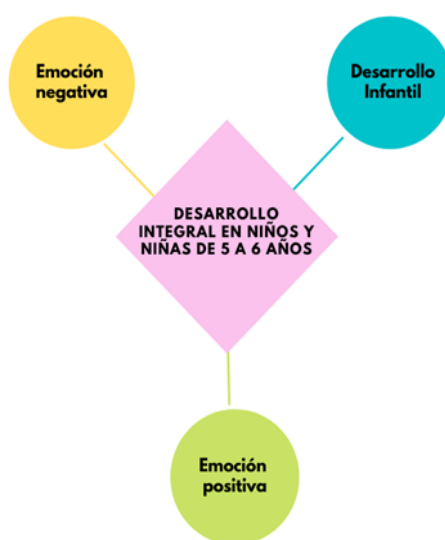 Emoción
negativa
Desarrollo
Infantil
DESARROLLO
INTEGRAL EN NIÑOS Y
NIÑAS DE 5 A 6 AÑOS
Emoción
positiva